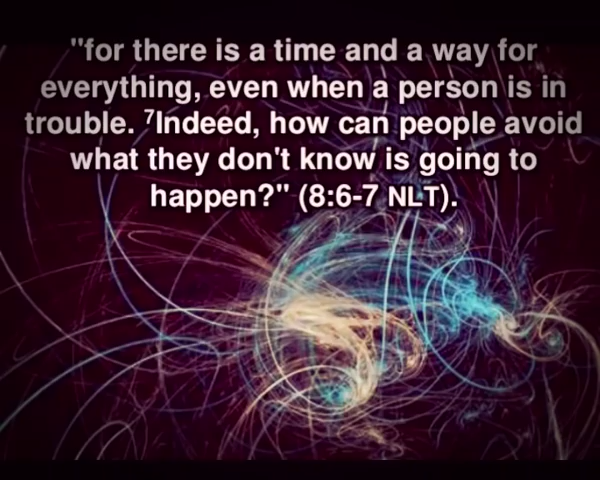 "for there is a time and a way for
everything, even when a person is in
trouble. ⁷Indeed, how can people avoid
what they don't know is going to
happen?" (8:6-7 NLT).